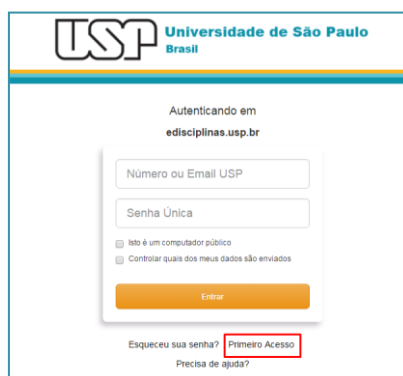 USP Universidade de São Paulo
Brasil
Autenticando em
edisciplinas.usp.br
Número ou Email USP
Senha Única
Isto é um computador público
Controlar quais dos meus dados são enviados
Entrar
Esqueceu sua senha? Primeiro Acesso
Precisa de ajuda?